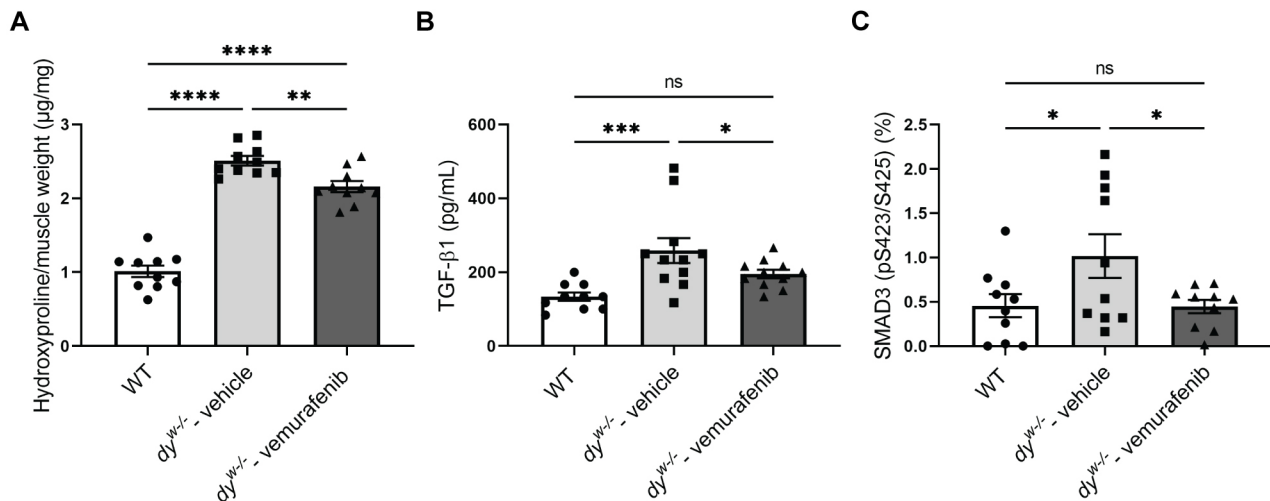 A
Hydroxyproline/muscle weight (µg/mg)
3
2
1
0
****
****
**
WT
dyʷ⁻/⁻ - vehicle
dyʷ⁻/⁻ - vemurafenib
B
TGF-β1 (pg/mL)
600
400
200
0
ns
***
*
WT
dyʷ⁻/⁻ - vehicle
dyʷ⁻/⁻ - vemurafenib
C
SMAD3 (pS423/S425) (%)
2.5
2.0
1.5
1.0
0.5
0.0
ns
*
*
WT
dyʷ⁻/⁻ - vehicle
dyʷ⁻/⁻ - vemurafenib